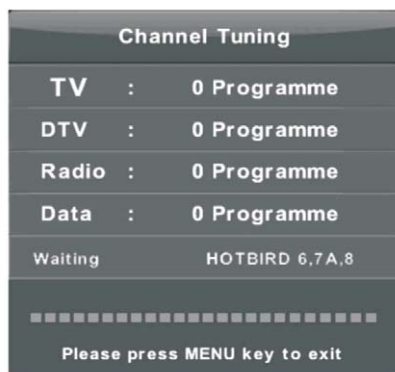 Channel Tuning
TV : 0 Programme
DTV : 0 Programme
Radio : 0 Programme
Data : 0 Programme
Waiting HOTBIRD 6,7A,8
Please press MENU key to exit